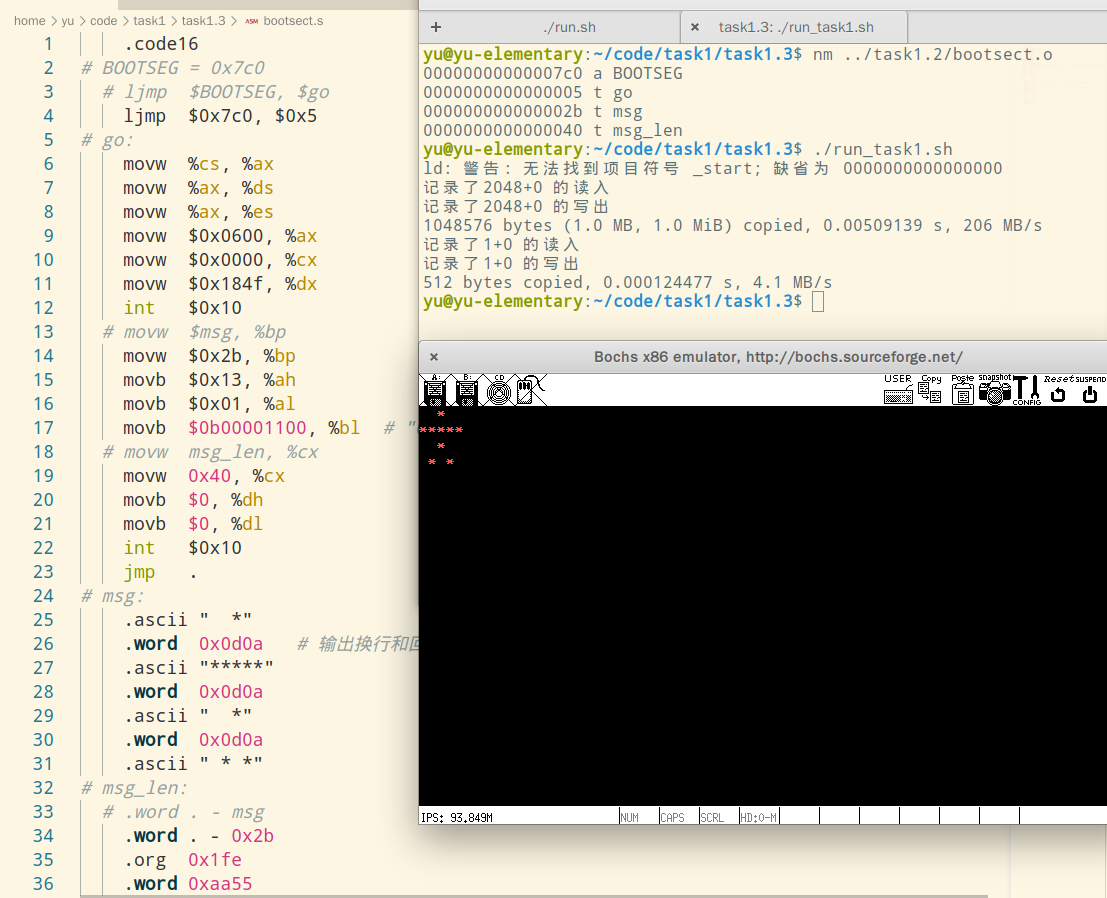 home > yu > code > task1 > task1.3 > ASM bootsect.s
1 .code16
2 # BOOTSEG = 0x7c0
3 # ljmp $BOOTSEG, $go
4 ljmp $0x7c0, $0x5
5 # go:
6 movw %cs, %ax
7 movw %ax, %ds
8 movw %ax, %es
9 movw $0x0600, %ax
10 movw $0x0000, %cx
11 movw $0x184f, %dx
12 int $0x10
13 # movw $msg, %bp
14 movw $0x2b, %bp
15 movb $0x13, %ah
16 movb $0x01, %al
17 movb $0b00001100, %bl # "
18 # movw msg_len, %cx
19 movw 0x40, %cx
20 movb $0, %dh
21 movb $0, %dl
22 int $0x10
23 jmp .
24 # msg:
25 .ascii "  *"
26 .word 0x0d0a # 输出换行和
27 .ascii "*****"
28 .word 0x0d0a
29 .ascii "  *"
30 .word 0x0d0a
31 .ascii " * *"
32 # msg_len:
33 # .word . - msg
34 .word . - 0x2b
35 .org 0x1fe
36 .word 0xaa55
+ ./run.sh × task1.3: ./run_task1.sh
yu@yu-elementary:~/code/task1/task1.3$ nm ../task1.2/bootsect.o
00000000000007c0 a BOOTSEG
0000000000000005 t go
000000000000002b t msg
0000000000000040 t msg_len
yu@yu-elementary:~/code/task1/task1.3$ ./run_task1.sh
ld: 警告: 无法找到项目符号 _start; 缺省为 0000000000000000
记录了2048+0 的读入
记录了2048+0 的写出
1048576 bytes (1.0 MB, 1.0 MiB) copied, 0.00509139 s, 206 MB/s
记录了1+0 的读入
记录了1+0 的写出
512 bytes copied, 0.000124477 s, 4.1 MB/s
yu@yu-elementary:~/code/task1/task1.3$
× Bochs x86 emulator, http://bochs.sourceforge.net/
A: B: CD USER Copy Paste snapshot CONFIG Reset SUSPEND
  *
*****
  *
 * *
IPS: 93.849M NUM CAPS SCRL HD:0-M